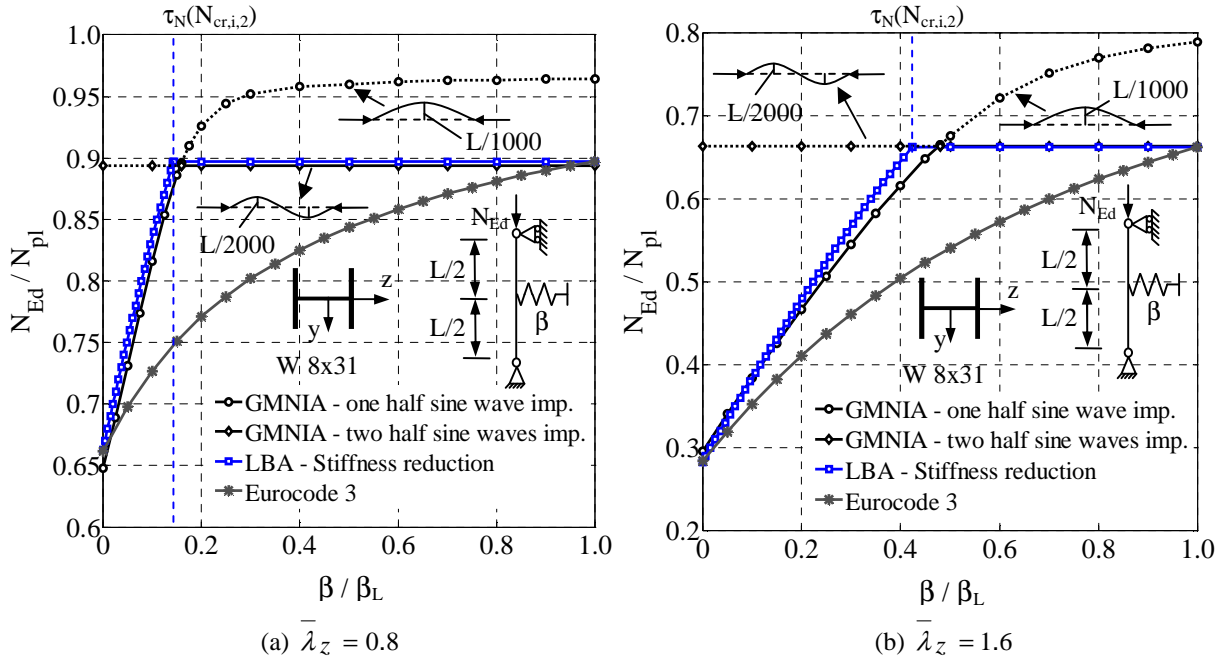 τN(Ncr,i,2)
1.0
0.95
0.9
0.85
0.8
0.75
0.7
0.65
0.6
0
0.2
0.4
0.6
0.8
1.0
NEd / Npl
β / βL
L/1000
L/2000
NEd
L/2
L/2
β
z
y
W 8x31
GMNIA - one half sine wave imp.
GMNIA - two half sine waves imp.
LBA - Stiffness reduction
Eurocode 3
(a) λ̅z = 0.8
τN(Ncr,i,2)
0.8
0.7
0.6
0.5
0.4
0.3
0.2
0
0.2
0.4
0.6
0.8
1.0
NEd / Npl
β / βL
L/2000
L/1000
NEd
L/2
L/2
β
z
y
W 8x31
GMNIA - one half sine wave imp.
GMNIA - two half sine waves imp.
LBA - Stiffness reduction
Eurocode 3
(b) λ̅z = 1.6